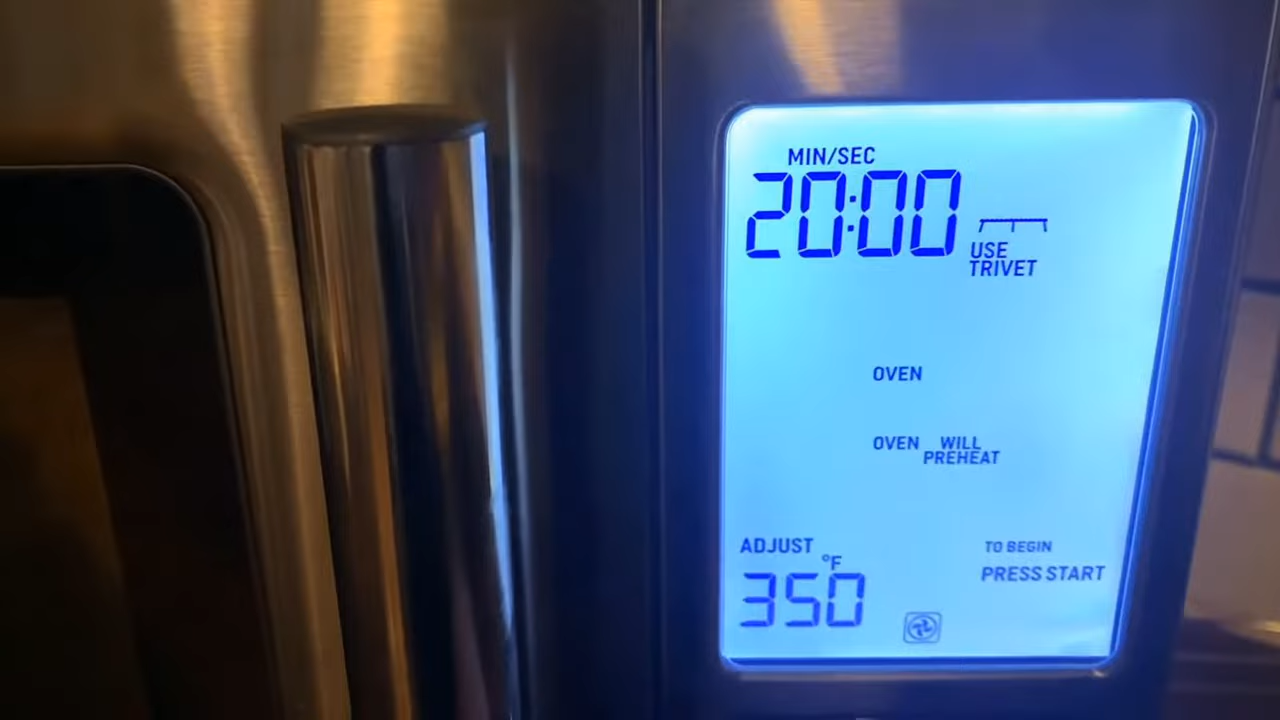 MIN/SEC
20:00
USE
TRIVET
OVEN
OVEN WILL
PREHEAT
ADJUST
°F
350
TO BEGIN
PRESS START